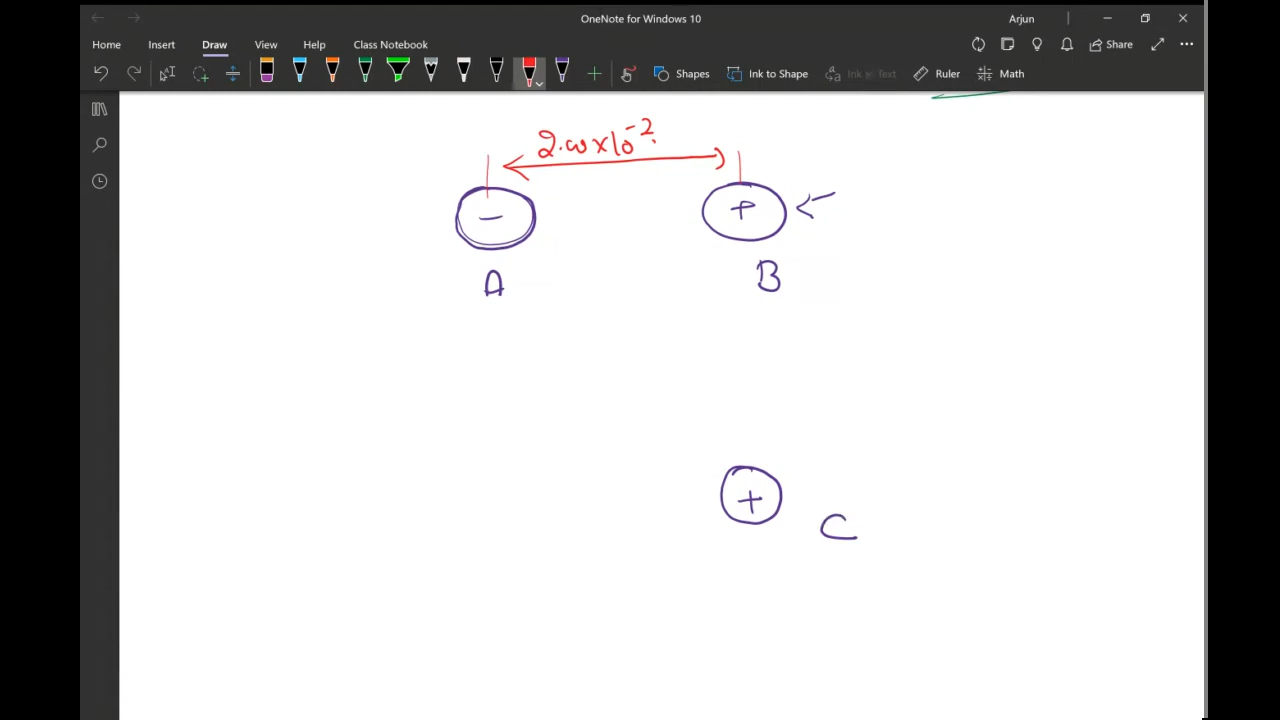 OneNote for Windows 10
Arjun
Home Insert Draw View Help Class Notebook
Share
Shapes Ink to Shape Ink to Text Ruler Math
2.00×10⁻²
− +
A B
+
C